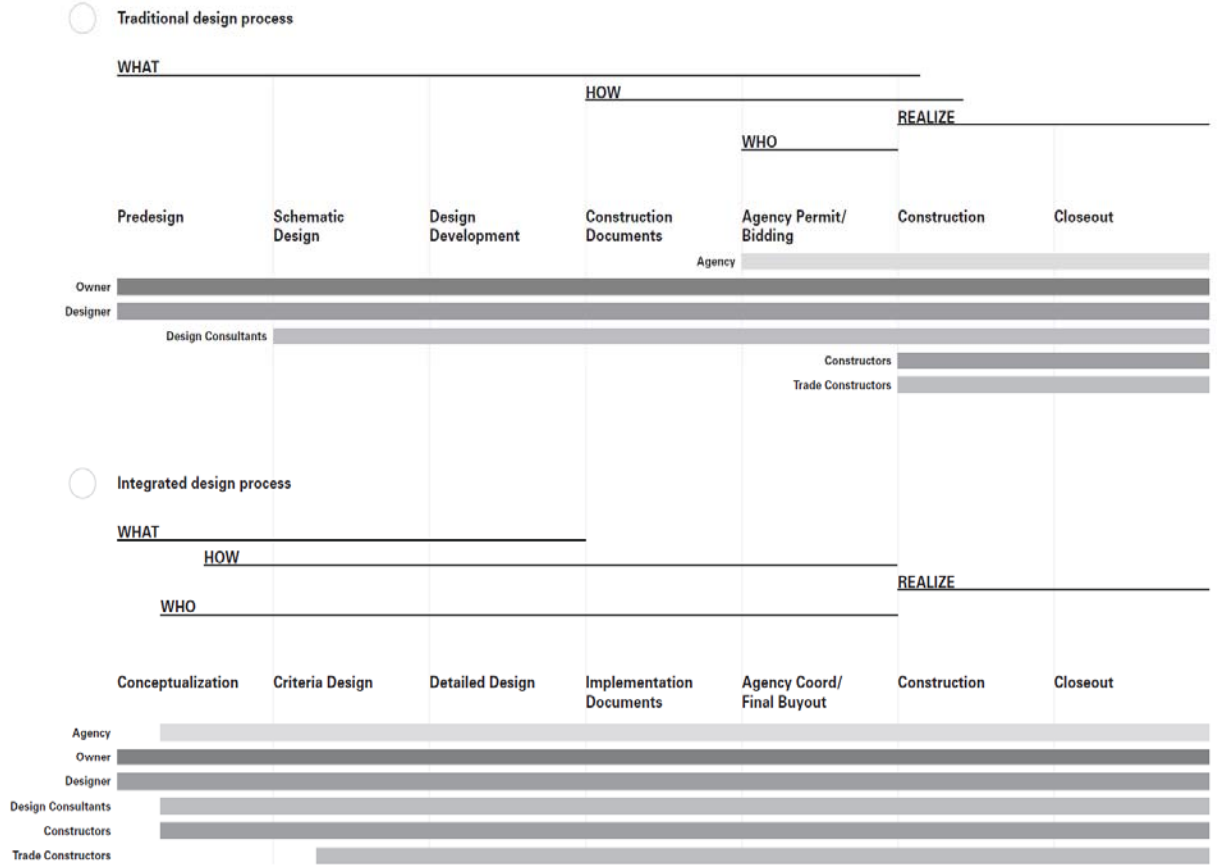 Traditional design process
WHAT
HOW
REALIZE
WHO
Predesign
Schematic
Design
Design
Development
Construction
Documents
Agency Permit/
Bidding
Construction
Closeout
Agency
Owner
Designer
Design Consultants
Constructors
Trade Constructors
Integrated design process
WHAT
HOW
REALIZE
WHO
Conceptualization
Criteria Design
Detailed Design
Implementation
Documents
Agency Coord/
Final Buyout
Construction
Closeout
Agency
Owner
Designer
Design Consultants
Constructors
Trade Constructors